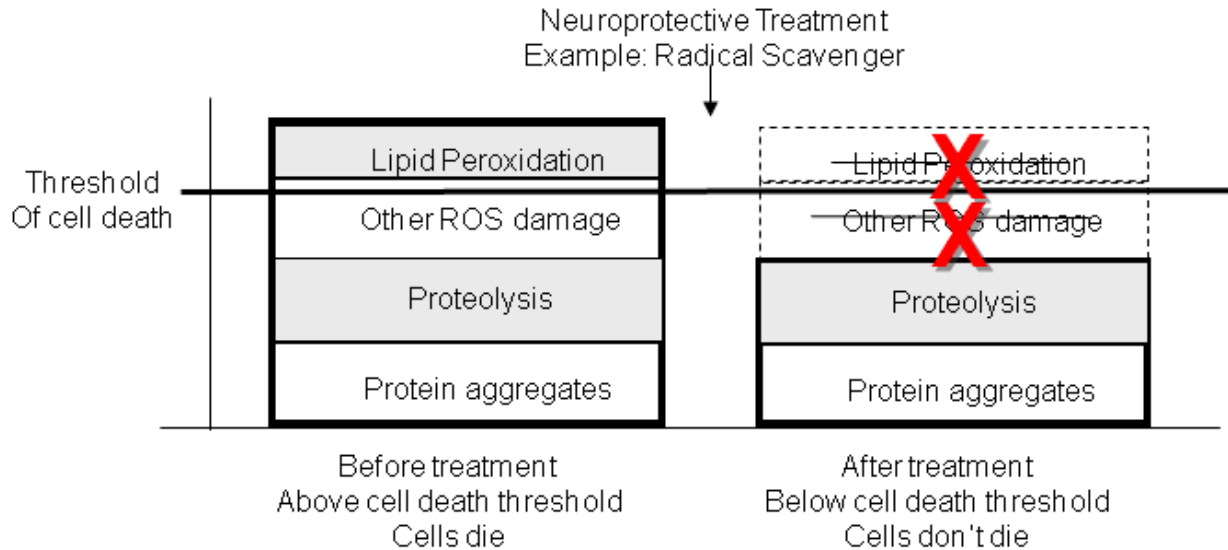 Neuroprotective Treatment
Example: Radical Scavenger
Threshold
Of cell death
Lipid Peroxidation
Other ROS damage
Proteolysis
Protein aggregates
Lipid Peroxidation
Other ROS damage
Proteolysis
Protein aggregates
Before treatment
Above cell death threshold
Cells die
After treatment
Below cell death threshold
Cells don't die